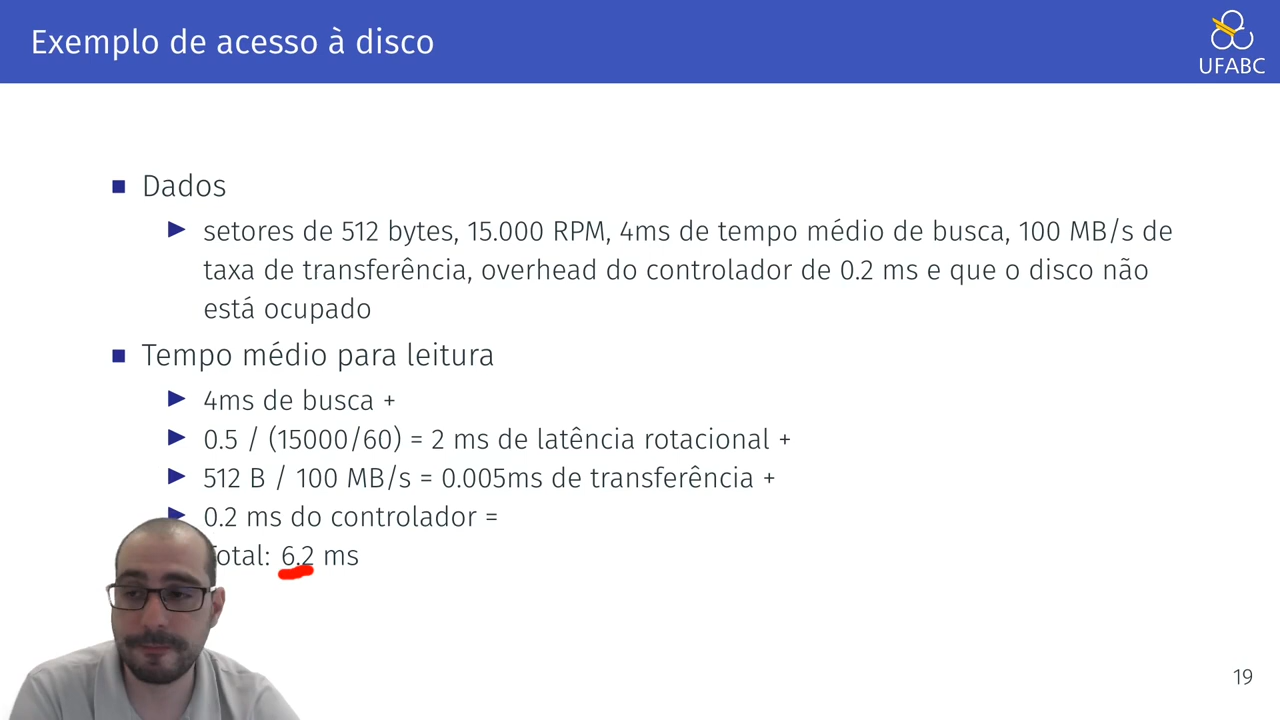 Exemplo de acesso à disco
UFABC
Dados
setores de 512 bytes, 15.000 RPM, 4ms de tempo médio de busca, 100 MB/s de
taxa de transferência, overhead do controlador de 0.2 ms e que o disco não
está ocupado
Tempo médio para leitura
4ms de busca +
0.5 / (15000/60) = 2 ms de latência rotacional +
512 B / 100 MB/s = 0.005ms de transferência +
0.2 ms do controlador =
Total: 6.2 ms
19